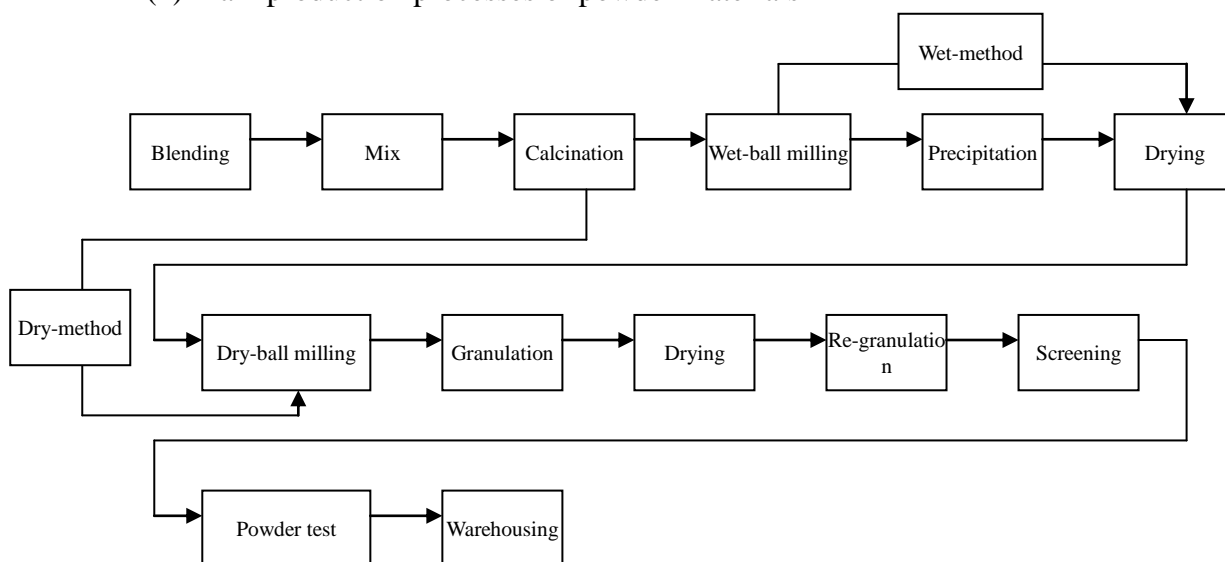 Wet-method
Blending
Mix
Calcination
Wet-ball milling
Precipitation
Drying
Dry-method
Dry-ball milling
Granulation
Drying
Re-granulatio
n
Screening
Powder test
Warehousing